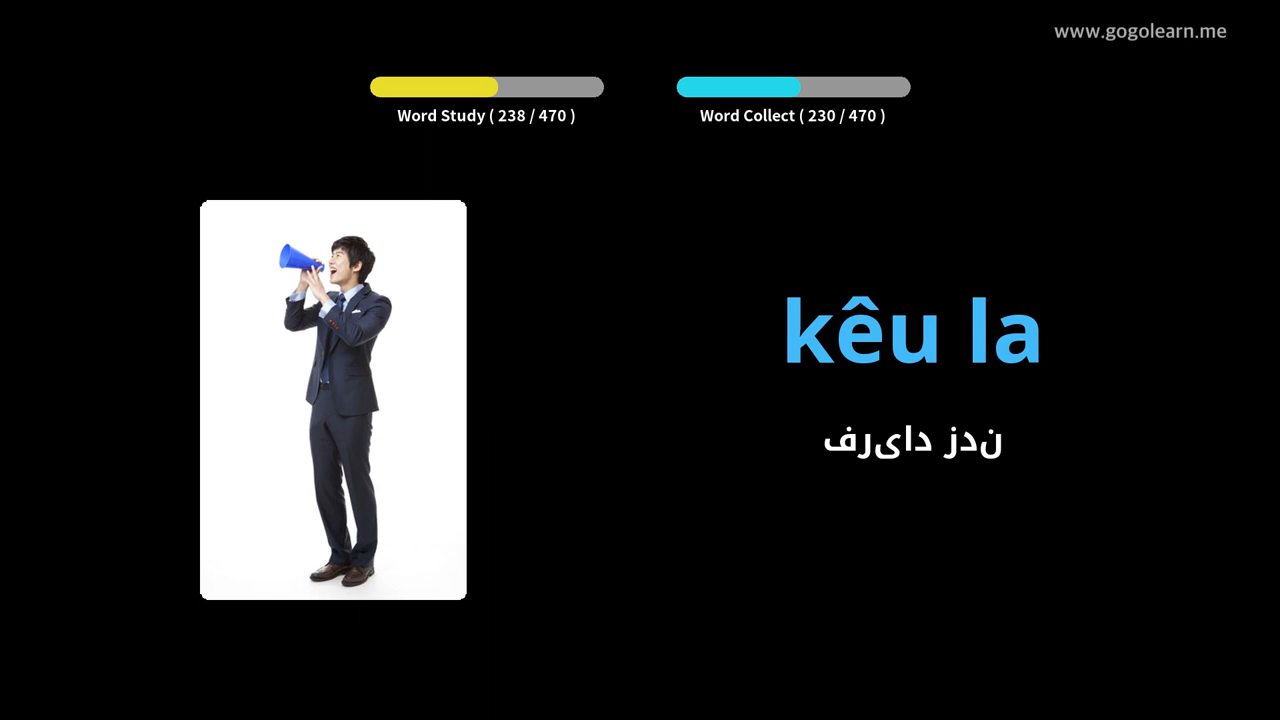 www.gogolearn.me
Word Study ( 238 / 470 )
Word Collect ( 230 / 470 )
kêu la
فریاد زدن